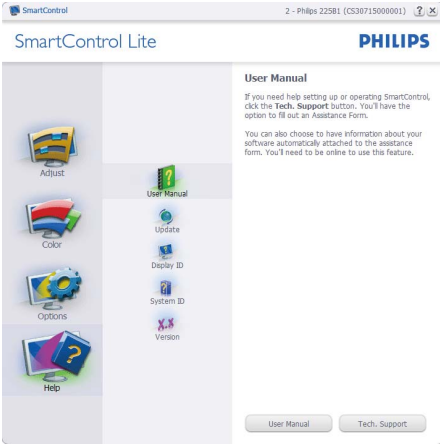 SmartControl
2 - Philips 225B1 (CS30715000001)
SmartControl Lite
PHILIPS
Adjust
Color
Options
Help
User Manual
Update
Display ID
System ID
X.X
Version
User Manual
If you need help setting up or operating SmartControl,
click the Tech. Support button. You'll have the
option to fill out an Assistance Form.
You can also choose to have information about your
software automatically attached to the assistance
form. You'll need to be online to use this feature.
User Manual
Tech. Support